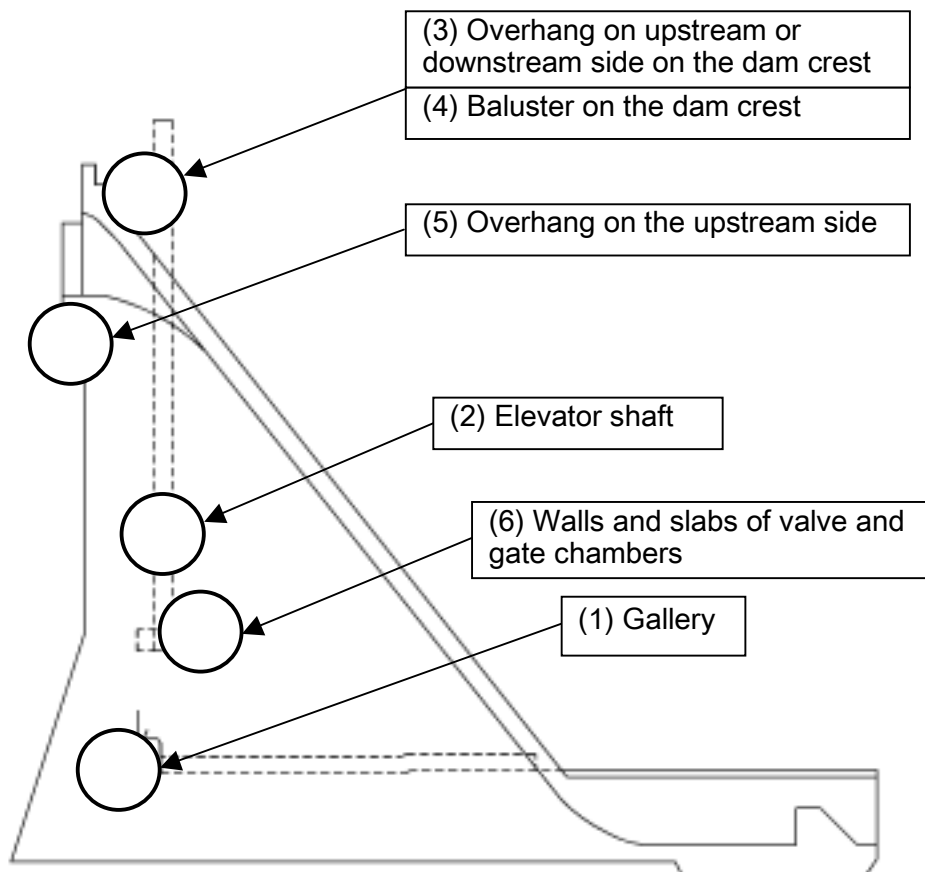 (3) Overhang on upstream or
downstream side on the dam crest
(4) Baluster on the dam crest
(5) Overhang on the upstream side
(2) Elevator shaft
(6) Walls and slabs of valve and
gate chambers
(1) Gallery